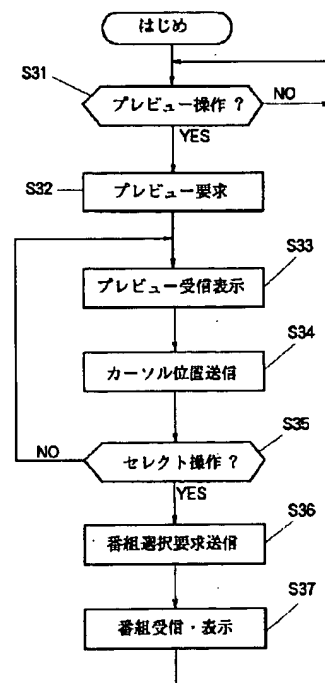 はじめ
S31
プレビュー操作 ?
NO
YES
S32
プレビュー要求
S33
プレビュー受信表示
S34
カーソル位置送信
S35
セレクト操作 ?
NO
YES
S36
番組選択要求送信
S37
番組受信・表示